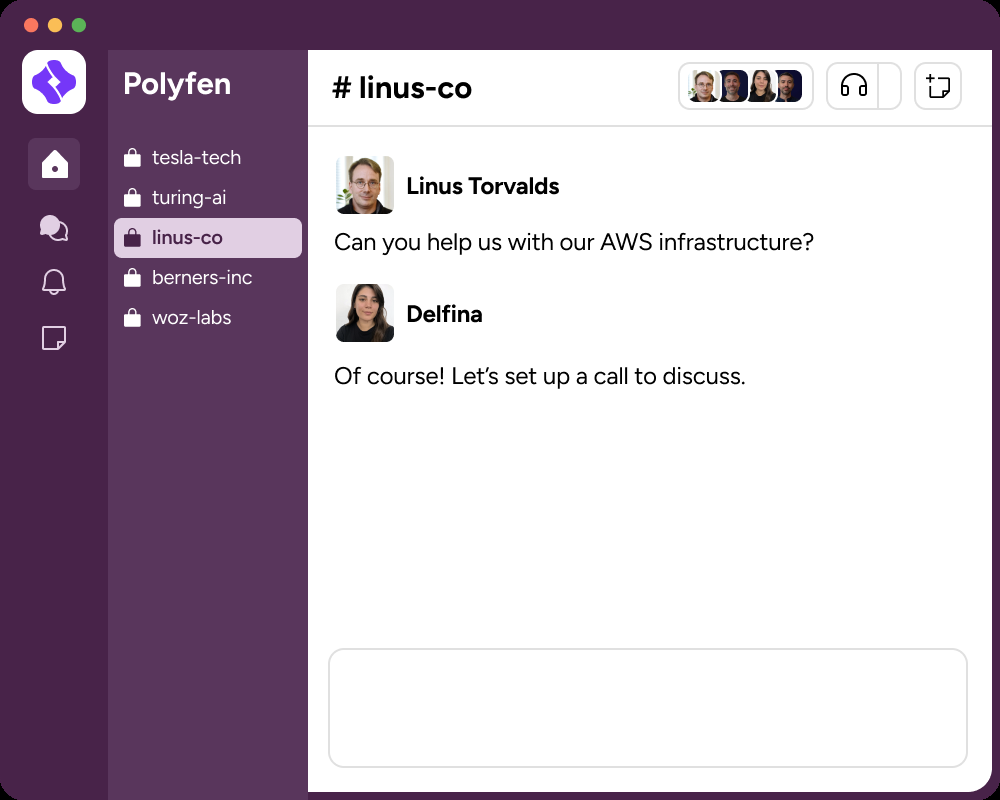 Polyfen
tesla-tech
turing-ai
linus-co
berners-inc
woz-labs
# linus-co
Linus Torvalds
Can you help us with our AWS infrastructure?
Delfina
Of course! Let’s set up a call to discuss.